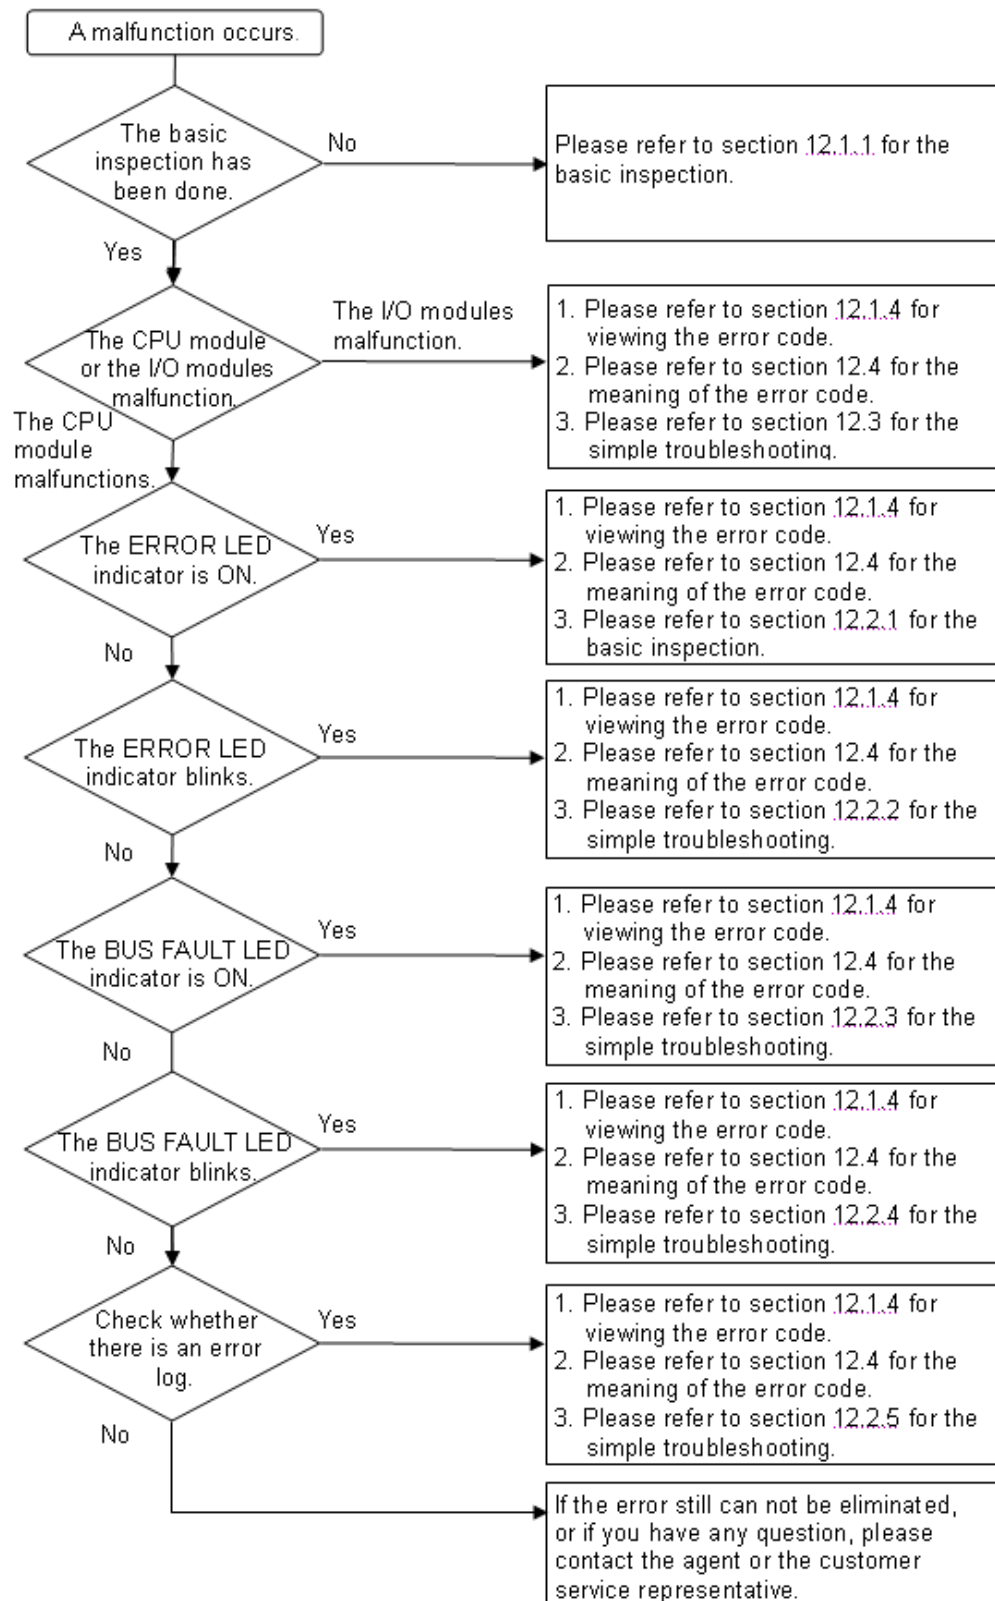 A malfunction occurs.
The basic
inspection has
been done.
No
Please refer to section 12.1.1 for the
basic inspection.
Yes
The CPU module
or the I/O modules
malfunction.
The I/O modules
malfunction.
1. Please refer to section 12.1.4 for
viewing the error code.
2. Please refer to section 12.4 for the
meaning of the error code.
3. Please refer to section 12.3 for the
simple troubleshooting.
The CPU
module
malfunctions.
The ERROR LED
indicator is ON.
Yes
1. Please refer to section 12.1.4 for
viewing the error code.
2. Please refer to section 12.4 for the
meaning of the error code.
3. Please refer to section 12.2.1 for the
basic inspection.
No
The ERROR LED
indicator blinks.
Yes
1. Please refer to section 12.1.4 for
viewing the error code.
2. Please refer to section 12.4 for the
meaning of the error code.
3. Please refer to section 12.2.2 for the
simple troubleshooting.
No
The BUS FAULT LED
indicator is ON.
Yes
1. Please refer to section 12.1.4 for
viewing the error code.
2. Please refer to section 12.4 for the
meaning of the error code.
3. Please refer to section 12.2.3 for the
simple troubleshooting.
No
The BUS FAULT LED
indicator blinks.
Yes
1. Please refer to section 12.1.4 for
viewing the error code.
2. Please refer to section 12.4 for the
meaning of the error code.
3. Please refer to section 12.2.4 for the
simple troubleshooting.
No
Check whether
there is an error
log.
Yes
1. Please refer to section 12.1.4 for
viewing the error code.
2. Please refer to section 12.4 for the
meaning of the error code.
3. Please refer to section 12.2.5 for the
simple troubleshooting.
No
If the error still can not be eliminated,
or if you have any question, please
contact the agent or the customer
service representative.